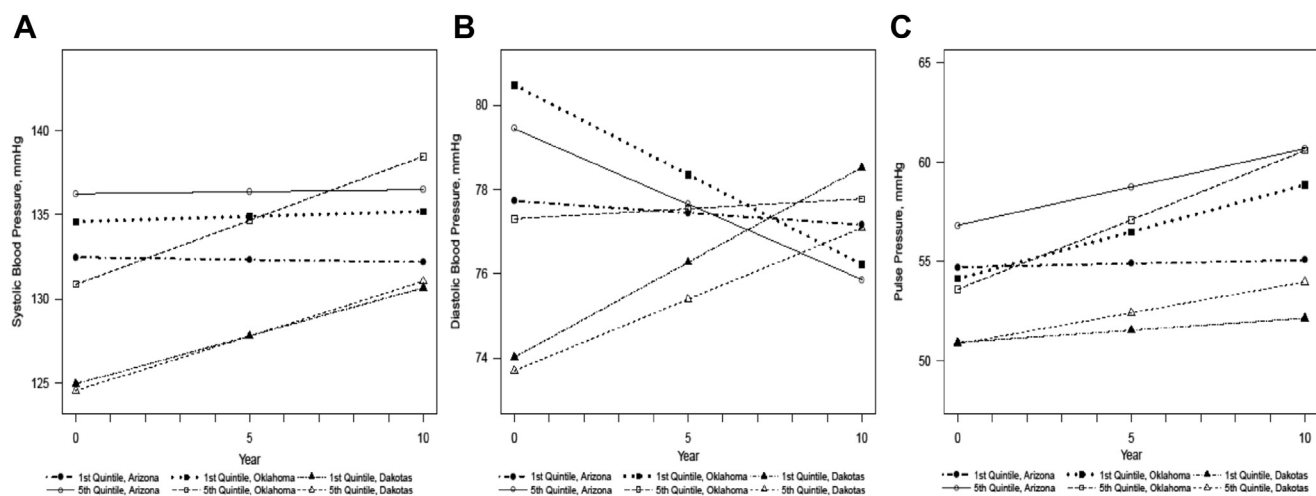 A
Systolic Blood Pressure, mmHg
140
135
130
125
0 5 10
Year
1st Quintile, Arizona 1st Quintile, Oklahoma 1st Quintile, Dakotas
5th Quintile, Arizona 5th Quintile, Oklahoma 5th Quintile, Dakotas
B
Diastolic Blood Pressure, mmHg
80
78
76
74
0 5 10
Year
1st Quintile, Arizona 1st Quintile, Oklahoma 1st Quintile, Dakotas
5th Quintile, Arizona 5th Quintile, Oklahoma 5th Quintile, Dakotas
C
Pulse Pressure, mmHg
65
60
55
50
0 5 10
Year
1st Quintile, Arizona 1st Quintile, Oklahoma 1st Quintile, Dakotas
5th Quintile, Arizona 5th Quintile, Oklahoma 5th Quintile, Dakotas